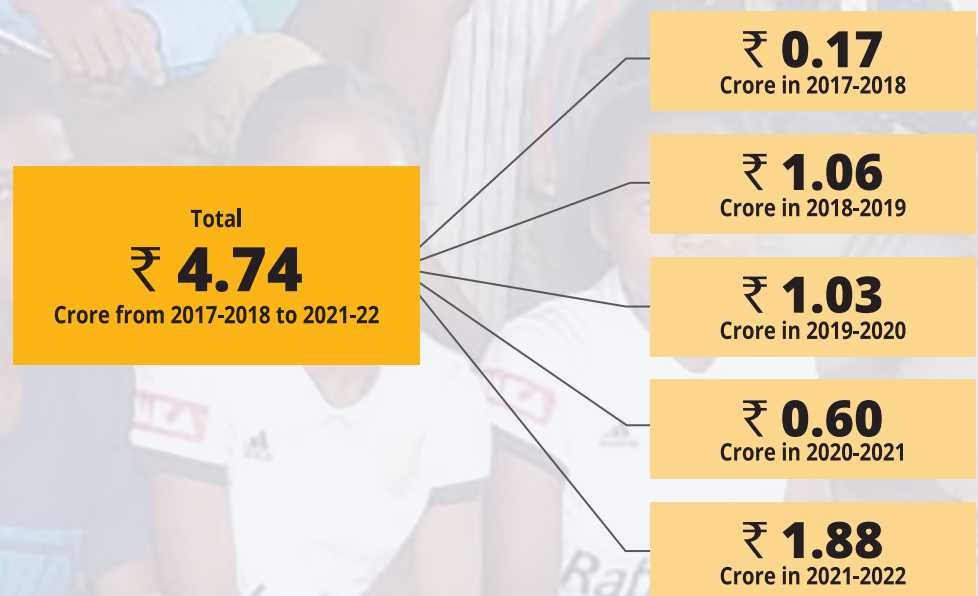 Total
₹ 4.74
Crore from 2017-2018 to 2021-22
₹ 0.17
Crore in 2017-2018
₹ 1.06
Crore in 2018-2019
₹ 1.03
Crore in 2019-2020
₹ 0.60
Crore in 2020-2021
₹ 1.88
Crore in 2021-2022